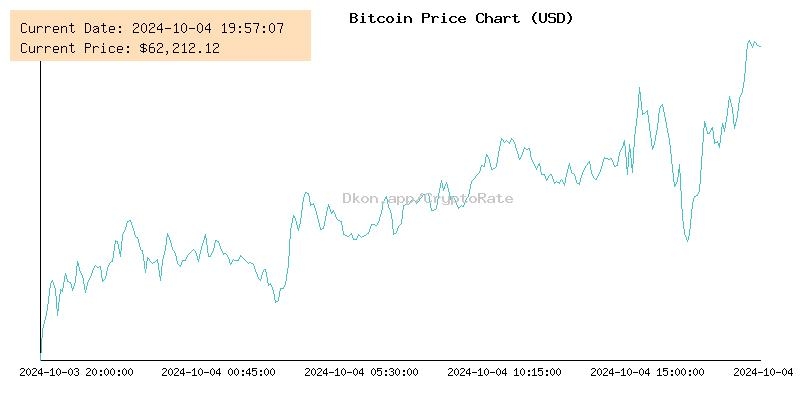 Bitcoin Price Chart (USD)
Current Date: 2024-10-04 19:57:07
Current Price: $62,212.12
Dkon.app/CryptoRate
2024-10-03 20:00:00 2024-10-04 00:45:00 2024-10-04 05:30:00 2024-10-04 10:15:00 2024-10-04 15:00:00 2024-10-04